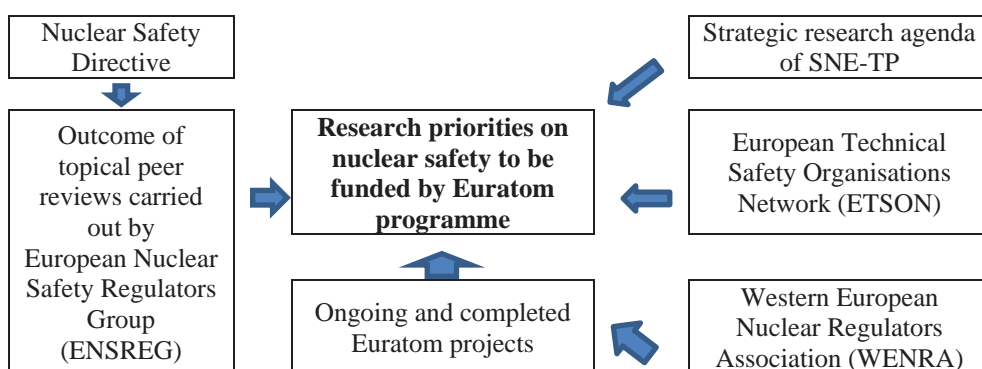 Nuclear Safety
Directive
Outcome of
topical peer
reviews carried
out by
European Nuclear
Safety Regulators
Group
(ENSREG)
Research priorities on
nuclear safety to be
funded by Euratom
programme
Ongoing and completed
Euratom projects
Strategic research agenda
of SNE-TP
European Technical
Safety Organisations
Network (ETSON)
Western European
Nuclear Regulators
Association (WENRA)